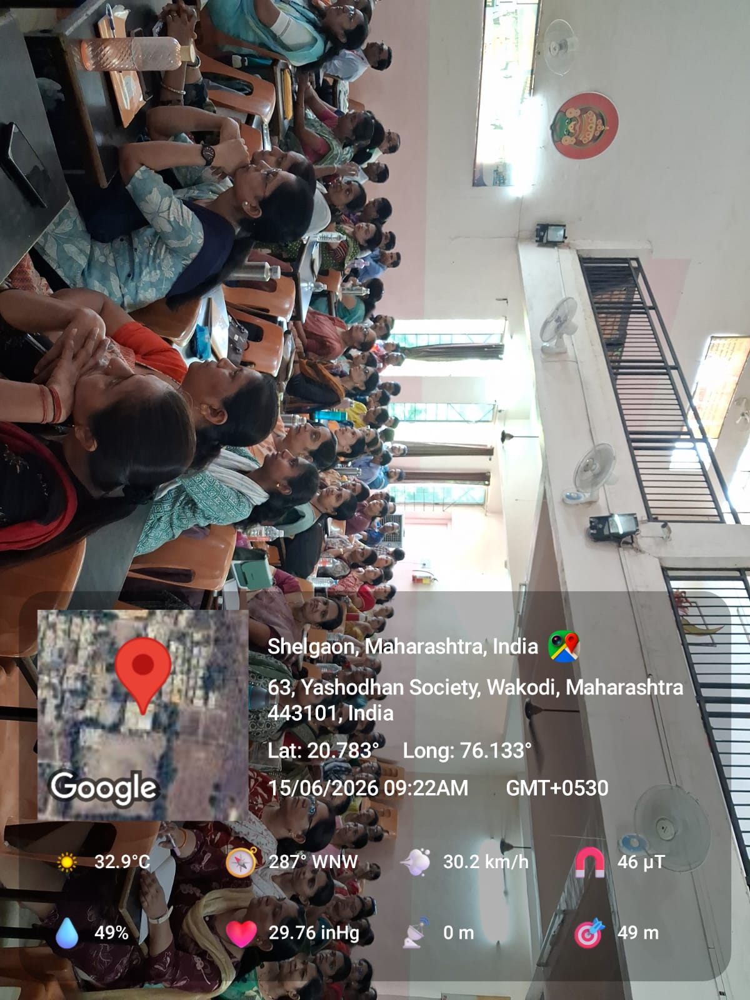 Shelgaon, Maharashtra, India
63, Yashodhan Society, Wakodi, Maharashtra
443101, India
Lat: 20.783° Long: 76.133°
15/06/2026 09:22AM GMT+0530
Google
32.9°C 287° WNW 30.2 km/h 46 µT
49% 29.76 inHg 0 m 49 m